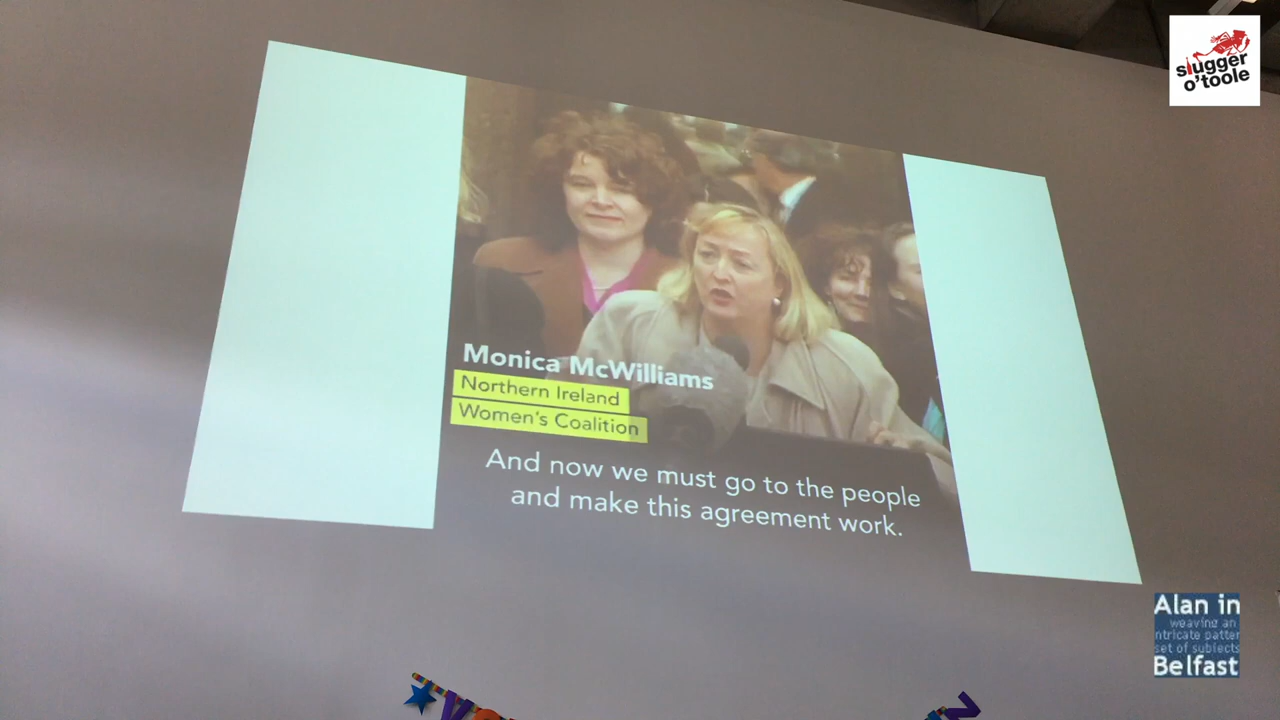 slugger
o'toole
Monica McWilliams
Northern Ireland
Women's Coalition
And now we must go to the people
and make this agreement work.
Alan in
weaving an
ntricate patter
set of subjects
Belfast